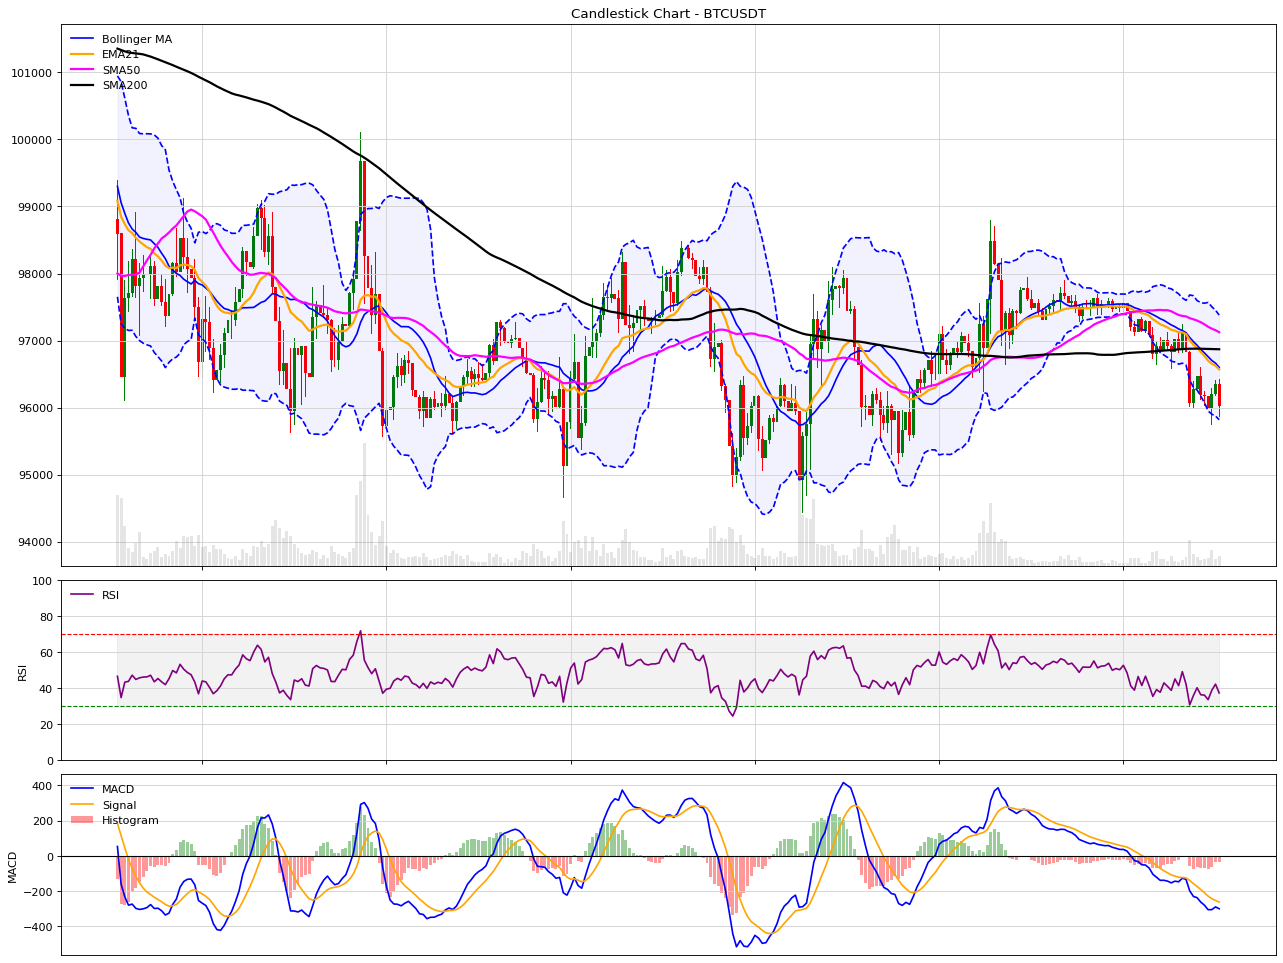 Candlestick Chart - BTCUSDT
Bollinger MA
EMA21
SMA50
SMA200
101000
100000
99000
98000
97000
96000
95000
94000
RSI
100
80
60
40
20
0
RSI
MACD
Signal
Histogram
400
200
0
−200
−400
MACD